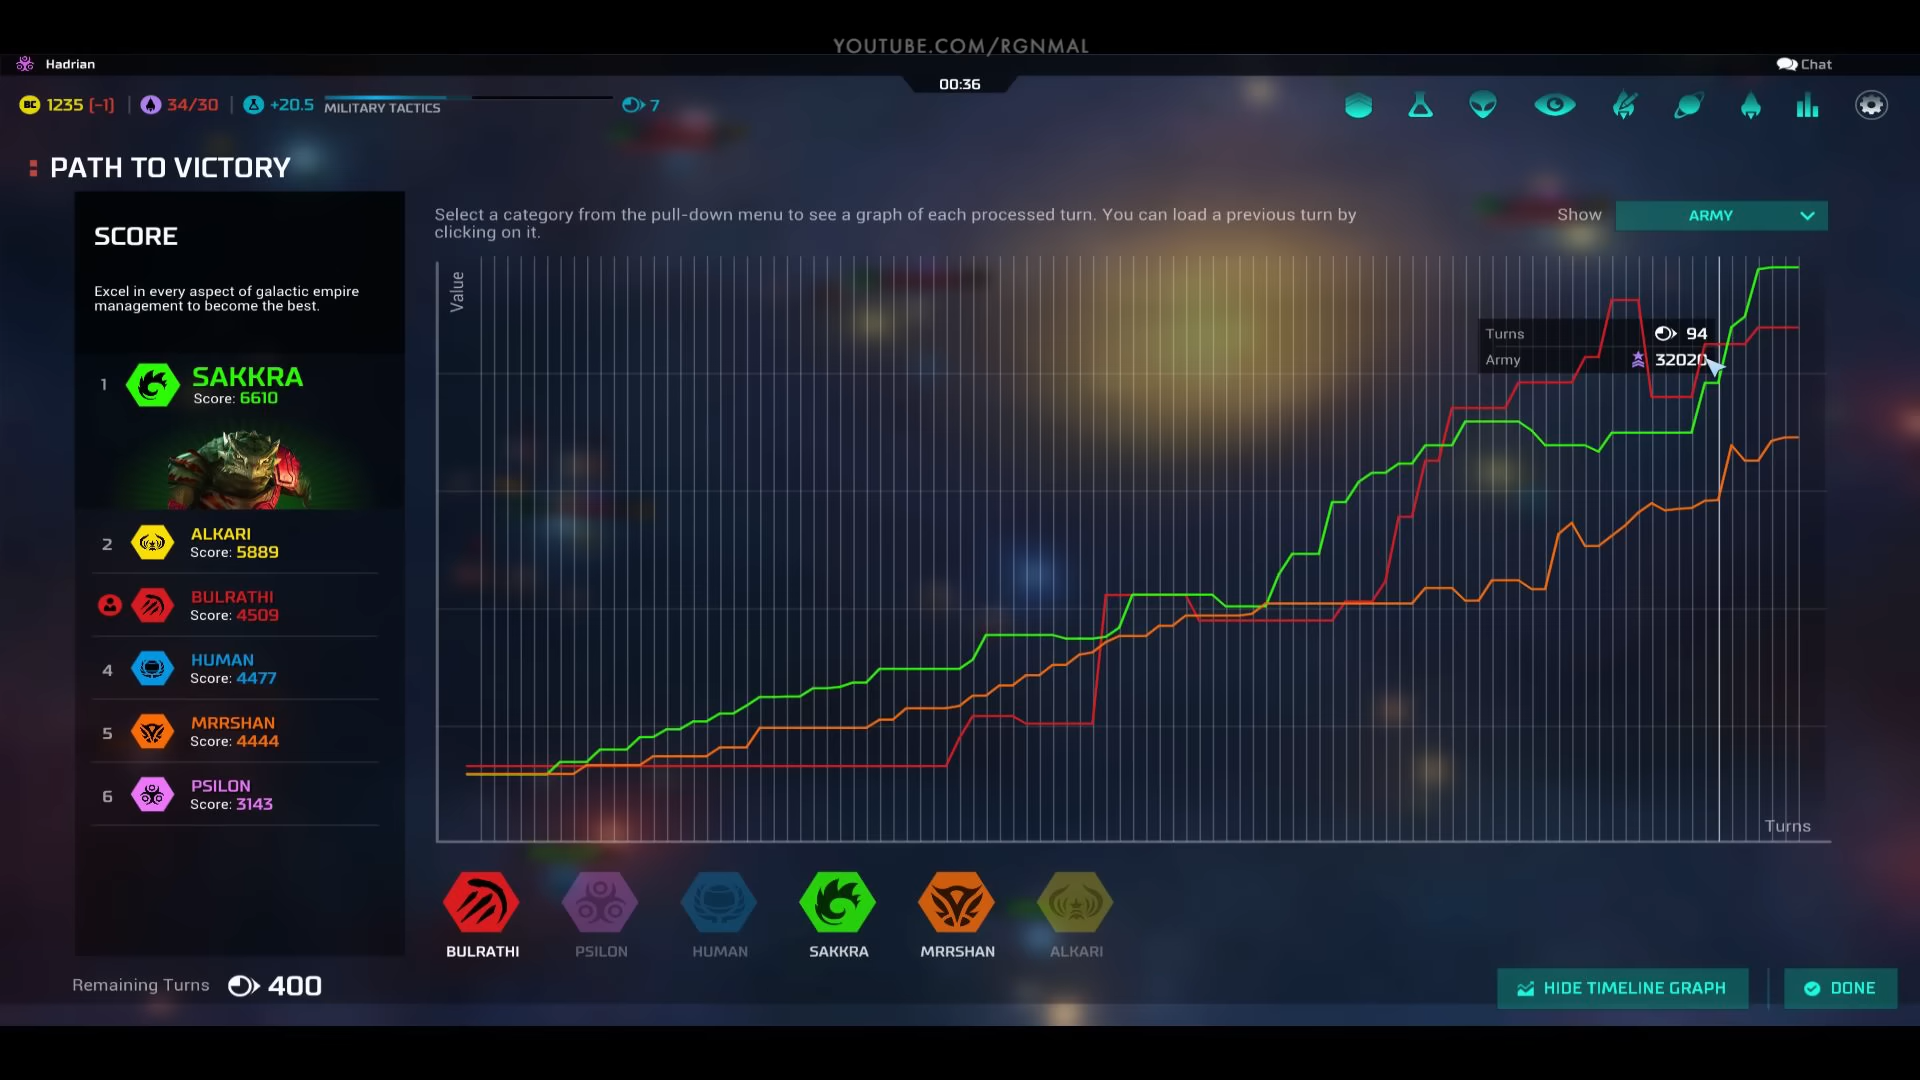 YOUTUBE.COM/RGNMAL
Hadrian
Chat
00:36
BC 1235 [-1] 34/30 +20.5 MILITARY TACTICS 7
PATH TO VICTORY
SCORE
Excel in every aspect of galactic empire
management to become the best.
1 SAKKRA
Score: 6610
2 ALKARI
Score: 5889
BULRATHI
Score: 4509
4 HUMAN
Score: 4477
5 MRRSHAN
Score: 4444
6 PSILON
Score: 3143
Remaining Turns 400
Select a category from the pull-down menu to see a graph of each processed turn. You can load a previous turn by
clicking on it.
Show ARMY
Value
Turns 94
Army 32020
Turns
BULRATHI PSILON HUMAN SAKKRA MRRSHAN ALKARI
HIDE TIMELINE GRAPH DONE